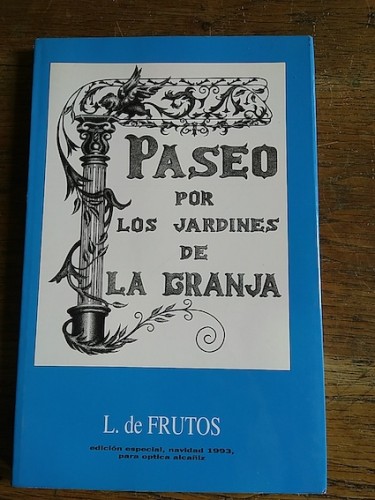 PASEO
POR
LOS JARDINES
DE
LA GRANJA
L. de FRUTOS
edición especial, navidad 1993,
para optica alcañiz